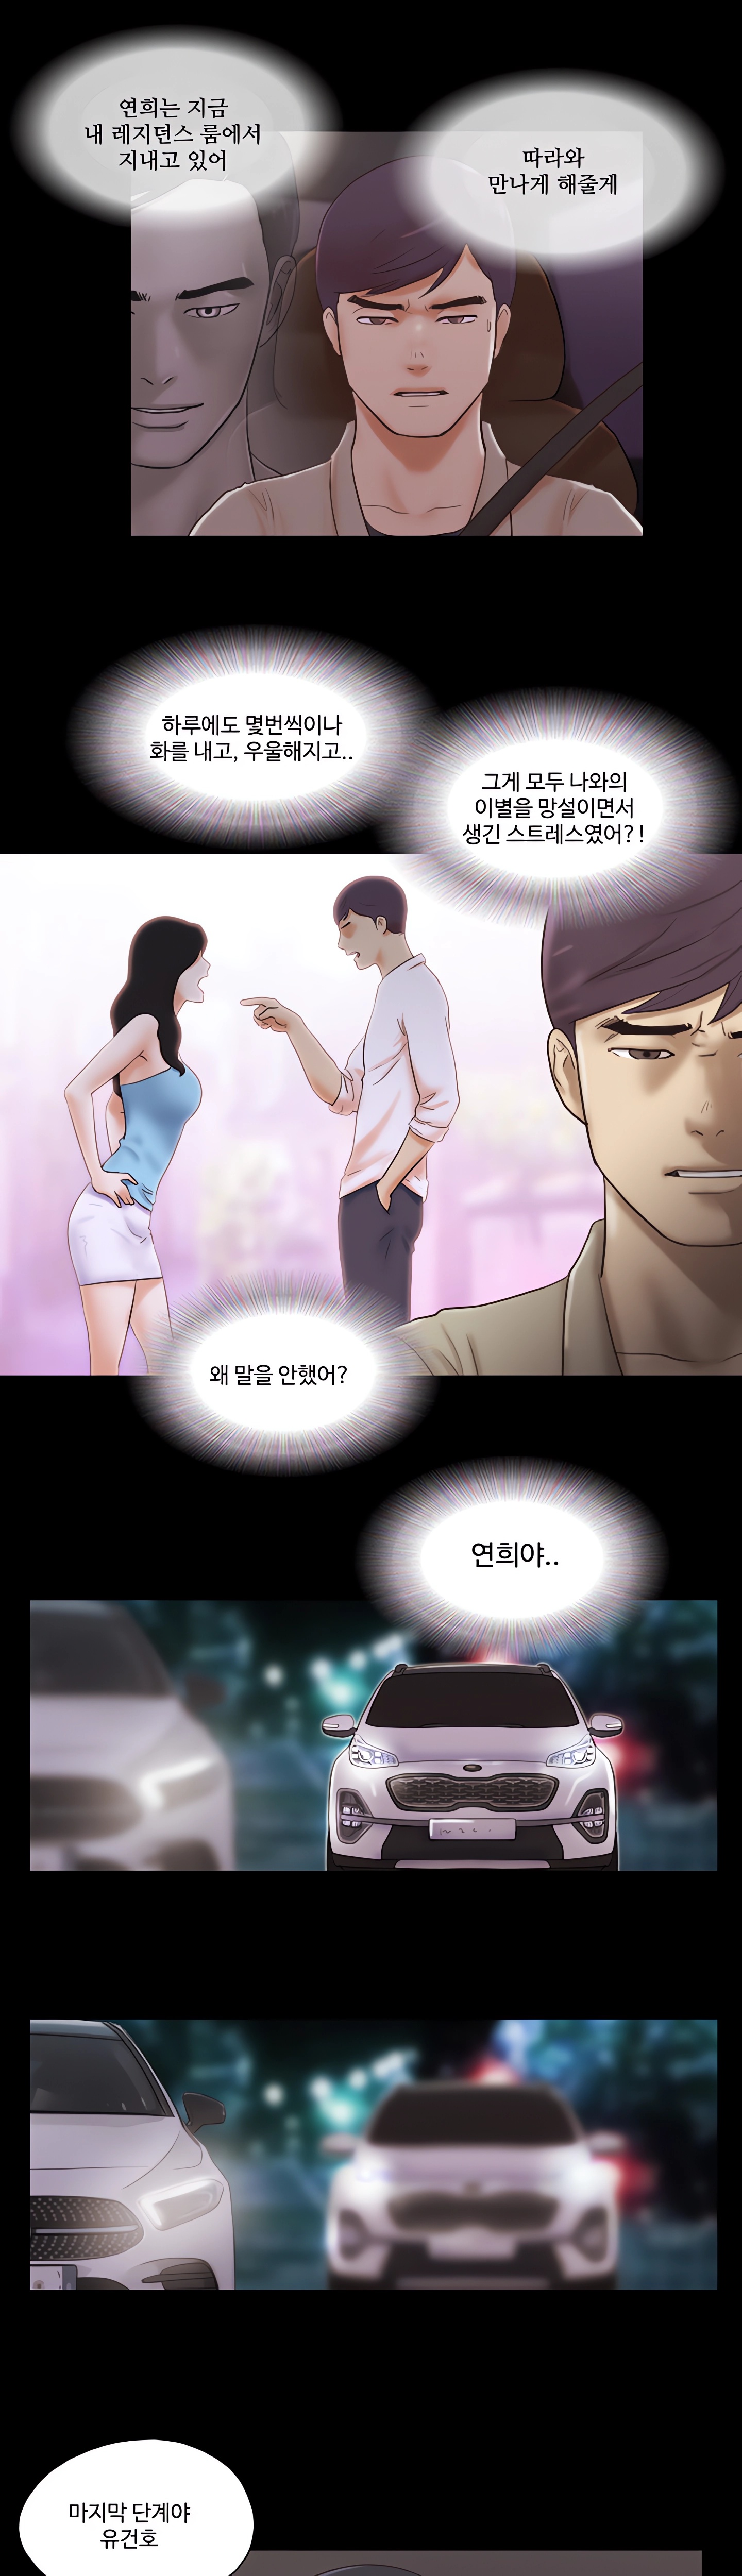 연희는 지금
내 레지던스 룸에서
지내고 있어
따라와
만나게 해줄게
하루에도 몇번씩이나
화를 내고, 우울해지고..
그게 모두 나와의
이별을 망설이면서
생긴 스트레스였어?!
왜 말을 안했어?
연희야..
마지막 단계야
유건호